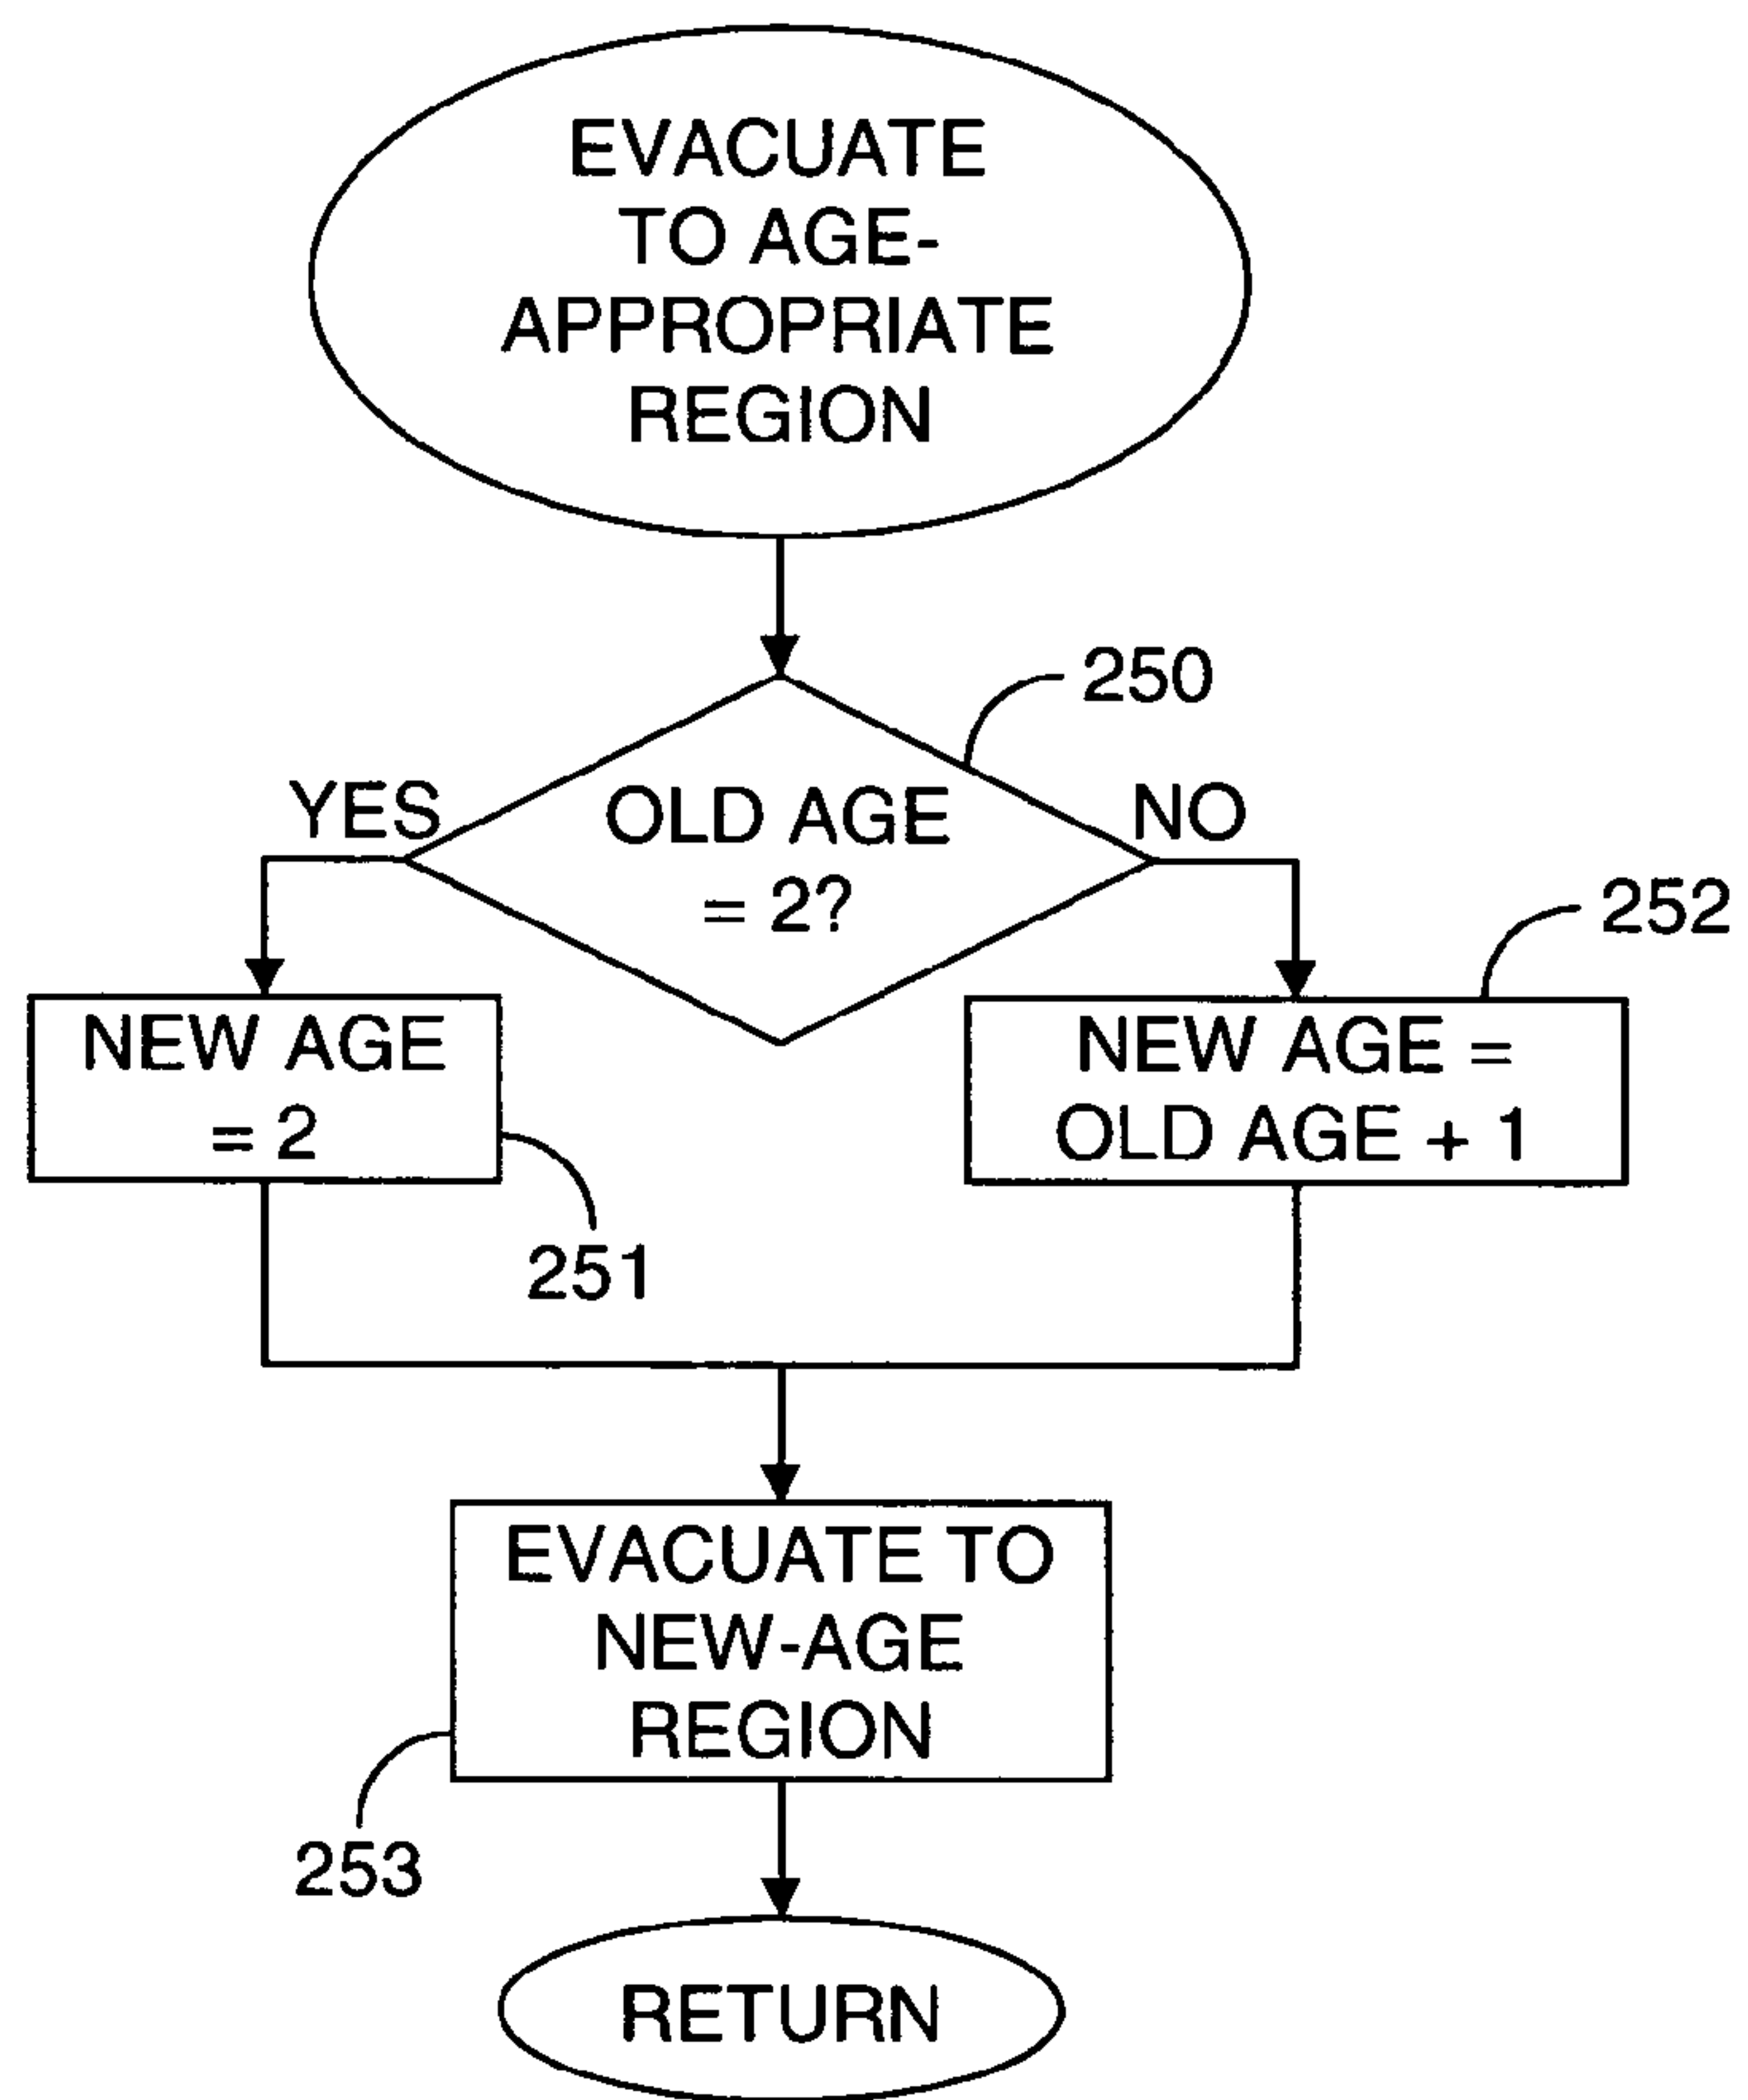 EVACUATE
TO AGE-
APPROPRIATE
REGION
250
YES
OLD AGE
= 2?
NO
252
NEW AGE
= 2
NEW AGE =
OLD AGE + 1
251
EVACUATE TO
NEW-AGE
REGION
253
RETURN